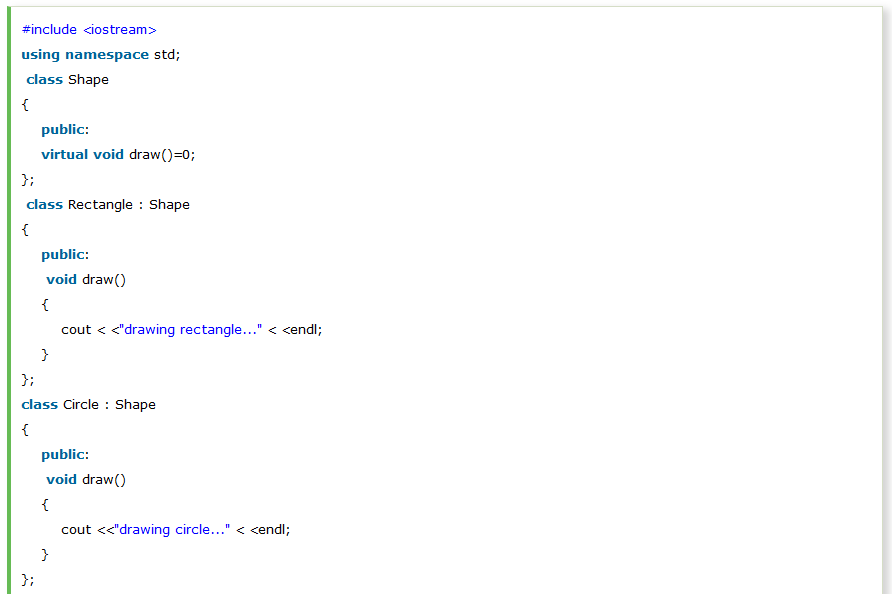 #include <iostream>
using namespace std;
class Shape
{
public:
virtual void draw()=0;
};
class Rectangle : Shape
{
public:
void draw()
{
cout < <"drawing rectangle..." < <endl;
}
};
class Circle : Shape
{
public:
void draw()
{
cout <<"drawing circle..." < <endl;
}
};